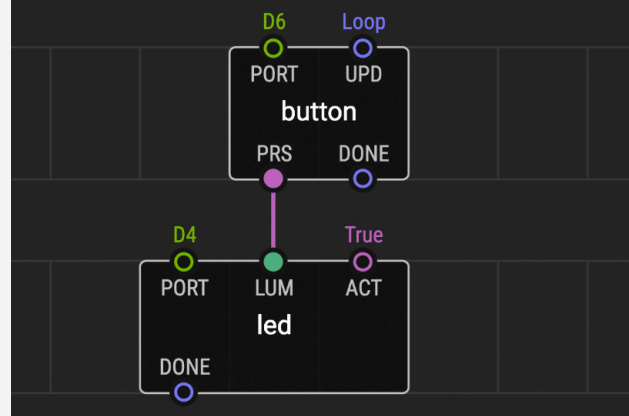 D6 Loop
PORT UPD
button
PRS DONE
D4 True
PORT LUM ACT
led
DONE